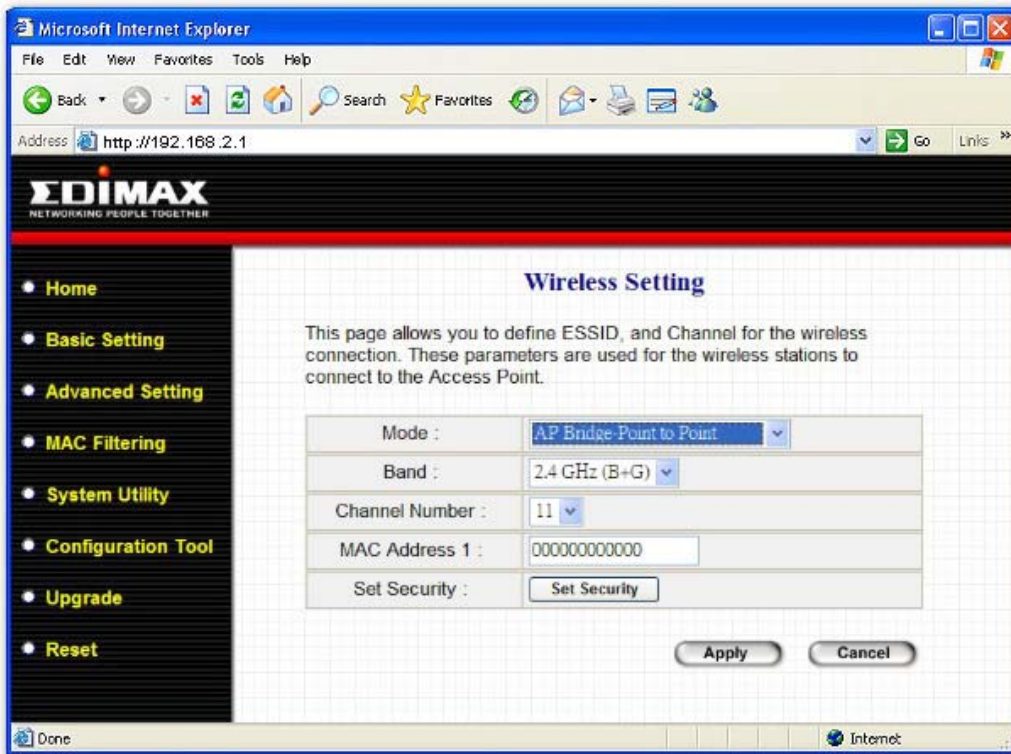 Microsoft Internet Explorer
File Edit View Favorites Tools Help
Back Search Favorites
Address http://192.168.2.1 Go Links »
EDIMAX
NETWORKING PEOPLE TOGETHER
Home
Basic Setting
Advanced Setting
MAC Filtering
System Utility
Configuration Tool
Upgrade
Reset
Wireless Setting
This page allows you to define ESSID, and Channel for the wireless
connection. These parameters are used for the wireless stations to
connect to the Access Point.
Mode : AP Bridge-Point to Point
Band : 2.4 GHz (B+G)
Channel Number : 11
MAC Address 1 : 000000000000
Set Security : Set Security
Apply Cancel
Done Internet